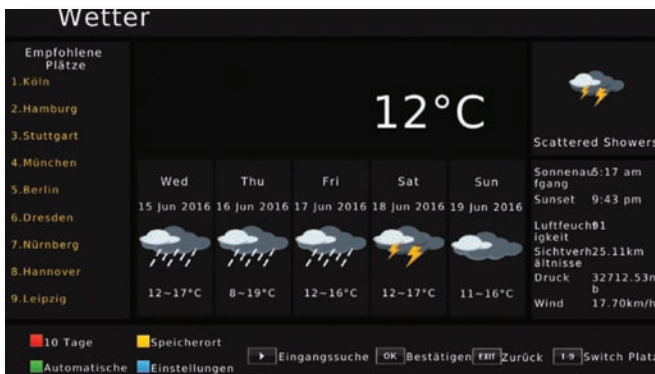 Wetter
Empfohlene
Plätze
1.Köln
2.Hamburg
3.Stuttgart
4.München
5.Berlin
6.Dresden
7.Nürnberg
8.Hannover
9.Leipzig
12°C
Wed Thu Fri Sat Sun
15 Jun 2016 16 Jun 2016 17 Jun 2016 18 Jun 2016 19 Jun 2016
12~17°C 8~19°C 12~16°C 12~17°C 11~16°C
Scattered Showers
Sonnenau 5:17 am
fgang
Sunset 9:43 pm
Luftfeucht 91
igkeit
Sichtverh 25.11km
ältnisse
Druck 32712.53m
b
Wind 17.70km/h
10 Tage Speicherort
Automatische Einstellungen
Eingangssuche OK Bestätigen EXIT Zurück 1-9 Switch Platz